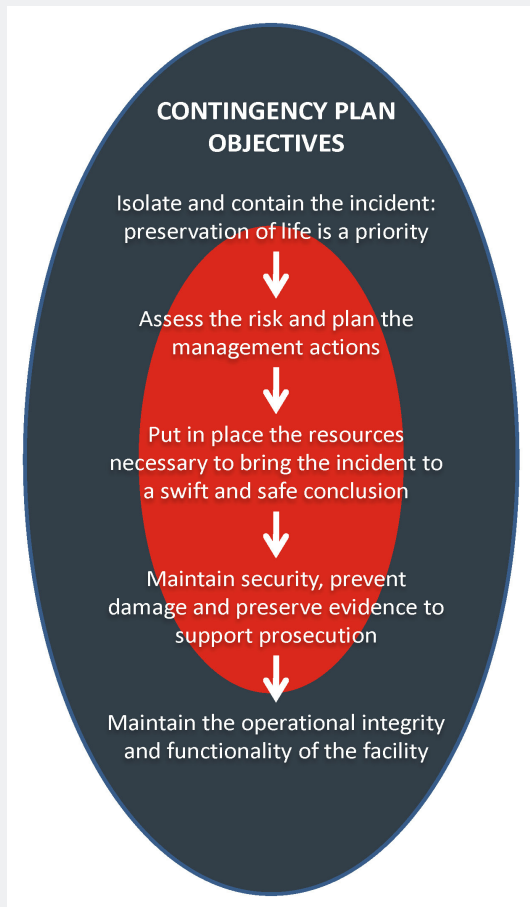 CONTINGENCY PLAN
OBJECTIVES
Isolate and contain the incident:
preservation of life is a priority
Assess the risk and plan the
management actions
Put in place the resources
necessary to bring the incident to
a swift and safe conclusion
Maintain security, prevent
damage and preserve evidence to
support prosecution
Maintain the operational integrity
and functionality of the facility